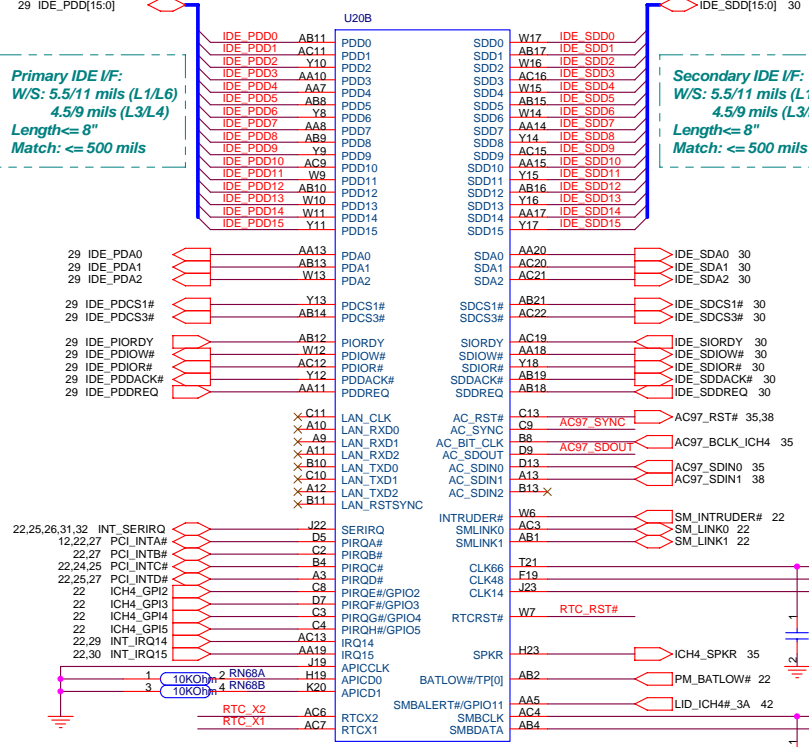 29 IDE_PDD[15:0]
IDE_SDD[15:0] 30
U20B
Primary IDE I/F:
W/S: 5.5/11 mils (L1/L6)
4.5/9 mils (L3/L4)
Length<= 8"
Match: <= 500 mils
Secondary IDE I/F:
W/S: 5.5/11 mils (L1
4.5/9 mils (L3/
Length<= 8"
Match: <= 500 mils
IDE_PDD0 AB11 PDD0 SDD0 W17 IDE_SDD0
IDE_PDD1 AC11 PDD1 SDD1 AB17 IDE_SDD1
IDE_PDD2 Y10 PDD2 SDD2 W16 IDE_SDD2
IDE_PDD3 AA10 PDD3 SDD3 AC16 IDE_SDD3
IDE_PDD4 AA7 PDD4 SDD4 W15 IDE_SDD4
IDE_PDD5 AB8 PDD5 SDD5 AB15 IDE_SDD5
IDE_PDD6 Y8 PDD6 SDD6 W14 IDE_SDD6
IDE_PDD7 AA8 PDD7 SDD7 AA14 IDE_SDD7
IDE_PDD8 AB9 PDD8 SDD8 Y14 IDE_SDD8
IDE_PDD9 Y9 PDD9 SDD9 AC15 IDE_SDD9
IDE_PDD10 AC9 PDD10 SDD10 AA15 IDE_SDD10
IDE_PDD11 W9 PDD11 SDD11 Y15 IDE_SDD11
IDE_PDD12 AB10 PDD12 SDD12 AB16 IDE_SDD12
IDE_PDD13 W10 PDD13 SDD13 Y16 IDE_SDD13
IDE_PDD14 W11 PDD14 SDD14 AA17 IDE_SDD14
IDE_PDD15 Y11 PDD15 SDD15 Y17 IDE_SDD15
29 IDE_PDA0 AA13 PDA0 SDA0 AA20 IDE_SDA0 30
29 IDE_PDA1 AB13 PDA1 SDA1 AC20 IDE_SDA1 30
29 IDE_PDA2 W13 PDA2 SDA2 AC21 IDE_SDA2 30
29 IDE_PDCS1# Y13 PDCS1# SDCS1# AB21 IDE_SDCS1# 30
29 IDE_PDCS3# AB14 PDCS3# SDCS3# AC22 IDE_SDCS3# 30
29 IDE_PIORDY AB12 PIORDY SIORDY AC19 IDE_SIORDY 30
29 IDE_PDIOW# W12 PDIOW# SDIOW# AA18 IDE_SDIOW# 30
29 IDE_PDIOR# AC12 PDIOR# SDIOR# Y18 IDE_SDIOR# 30
29 IDE_PDDACK# Y12 PDDACK# SDDACK# AB19 IDE_SDDACK# 30
29 IDE_PDDREQ AA11 PDDREQ SDDREQ AB18 IDE_SDDREQ 30
C11 LAN_CLK AC_RST# C13 AC97_RST# 35,38
A10 LAN_RXD0 AC_SYNC C9 AC97_SYNC
A9 LAN_RXD1 AC_BIT_CLK B8 AC97_BCLK_ICH4 35
A11 LAN_RXD2 AC_SDOUT D9 AC97_SDOUT
B10 LAN_TXD0 AC_SDIN0 D13 AC97_SDIN0 35
C10 LAN_TXD1 AC_SDIN1 A13 AC97_SDIN1 38
A12 LAN_TXD2 AC_SDIN2 B13
B11 LAN_RSTSYNC
INTRUDER# W6 SM_INTRUDER# 22
22,25,26,31,32 INT_SERIRQ J22 SERIRQ SMLINK0 AC3 SM_LINK0 22
12,22,27 PCI_INTA# D5 PIRQA# SMLINK1 AB1 SM_LINK1 22
22,27 PCI_INTB# C2 PIRQB#
22,24,25 PCI_INTC# B4 PIRQC# CLK66 T21
22,25,27 PCI_INTD# A3 PIRQD# CLK48 F19
22 ICH4_GPI2 C8 PIRQE#/GPIO2 CLK14 J23
22 ICH4_GPI3 D7 PIRQF#/GPIO3
22 ICH4_GPI4 C3 PIRQG#/GPIO4 RTCRST# W7 RTC_RST#
22 ICH4_GPI5 C4 PIRQH#/GPIO5
22,29 INT_IRQ14 AC13 IRQ14
22,30 INT_IRQ15 AA19 IRQ15 SPKR H23 ICH4_SPKR 35
J19 APICCLK
1 10KOhm 2 RN68A H19 APICD0 BATLOW#/TP[0] AB2 PM_BATLOW# 22
3 10KOhm 4 RN68B K20 APICD1
SMBALERT#/GPIO11 AA5 LID_ICH4#_3A 42
RTC_X2 AC6 RTCX2 SMBCLK AC4
RTC_X1 AC7 RTCX1 SMBDATA AB4
1
2
1